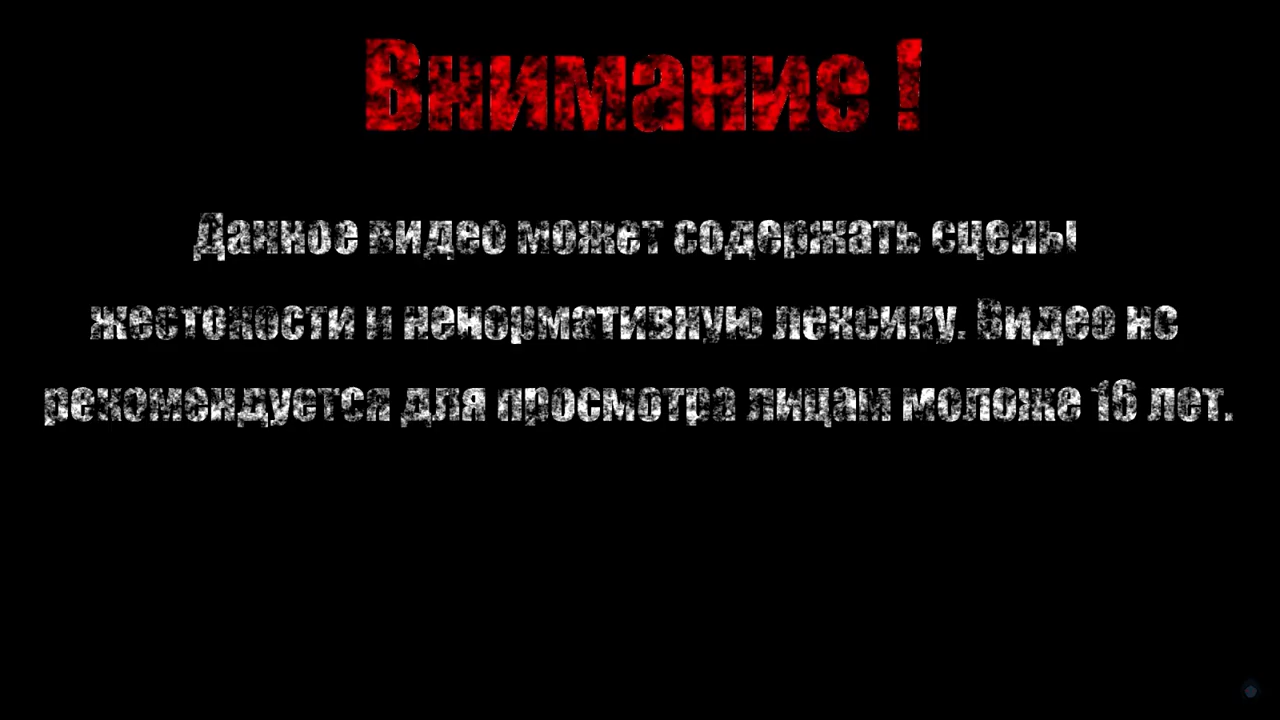 Внимание !
Данное видео может содержать сцены
жестокости и ненормативную лексику. Видео не
рекомендуется для просмотра лицам моложе 16 лет.